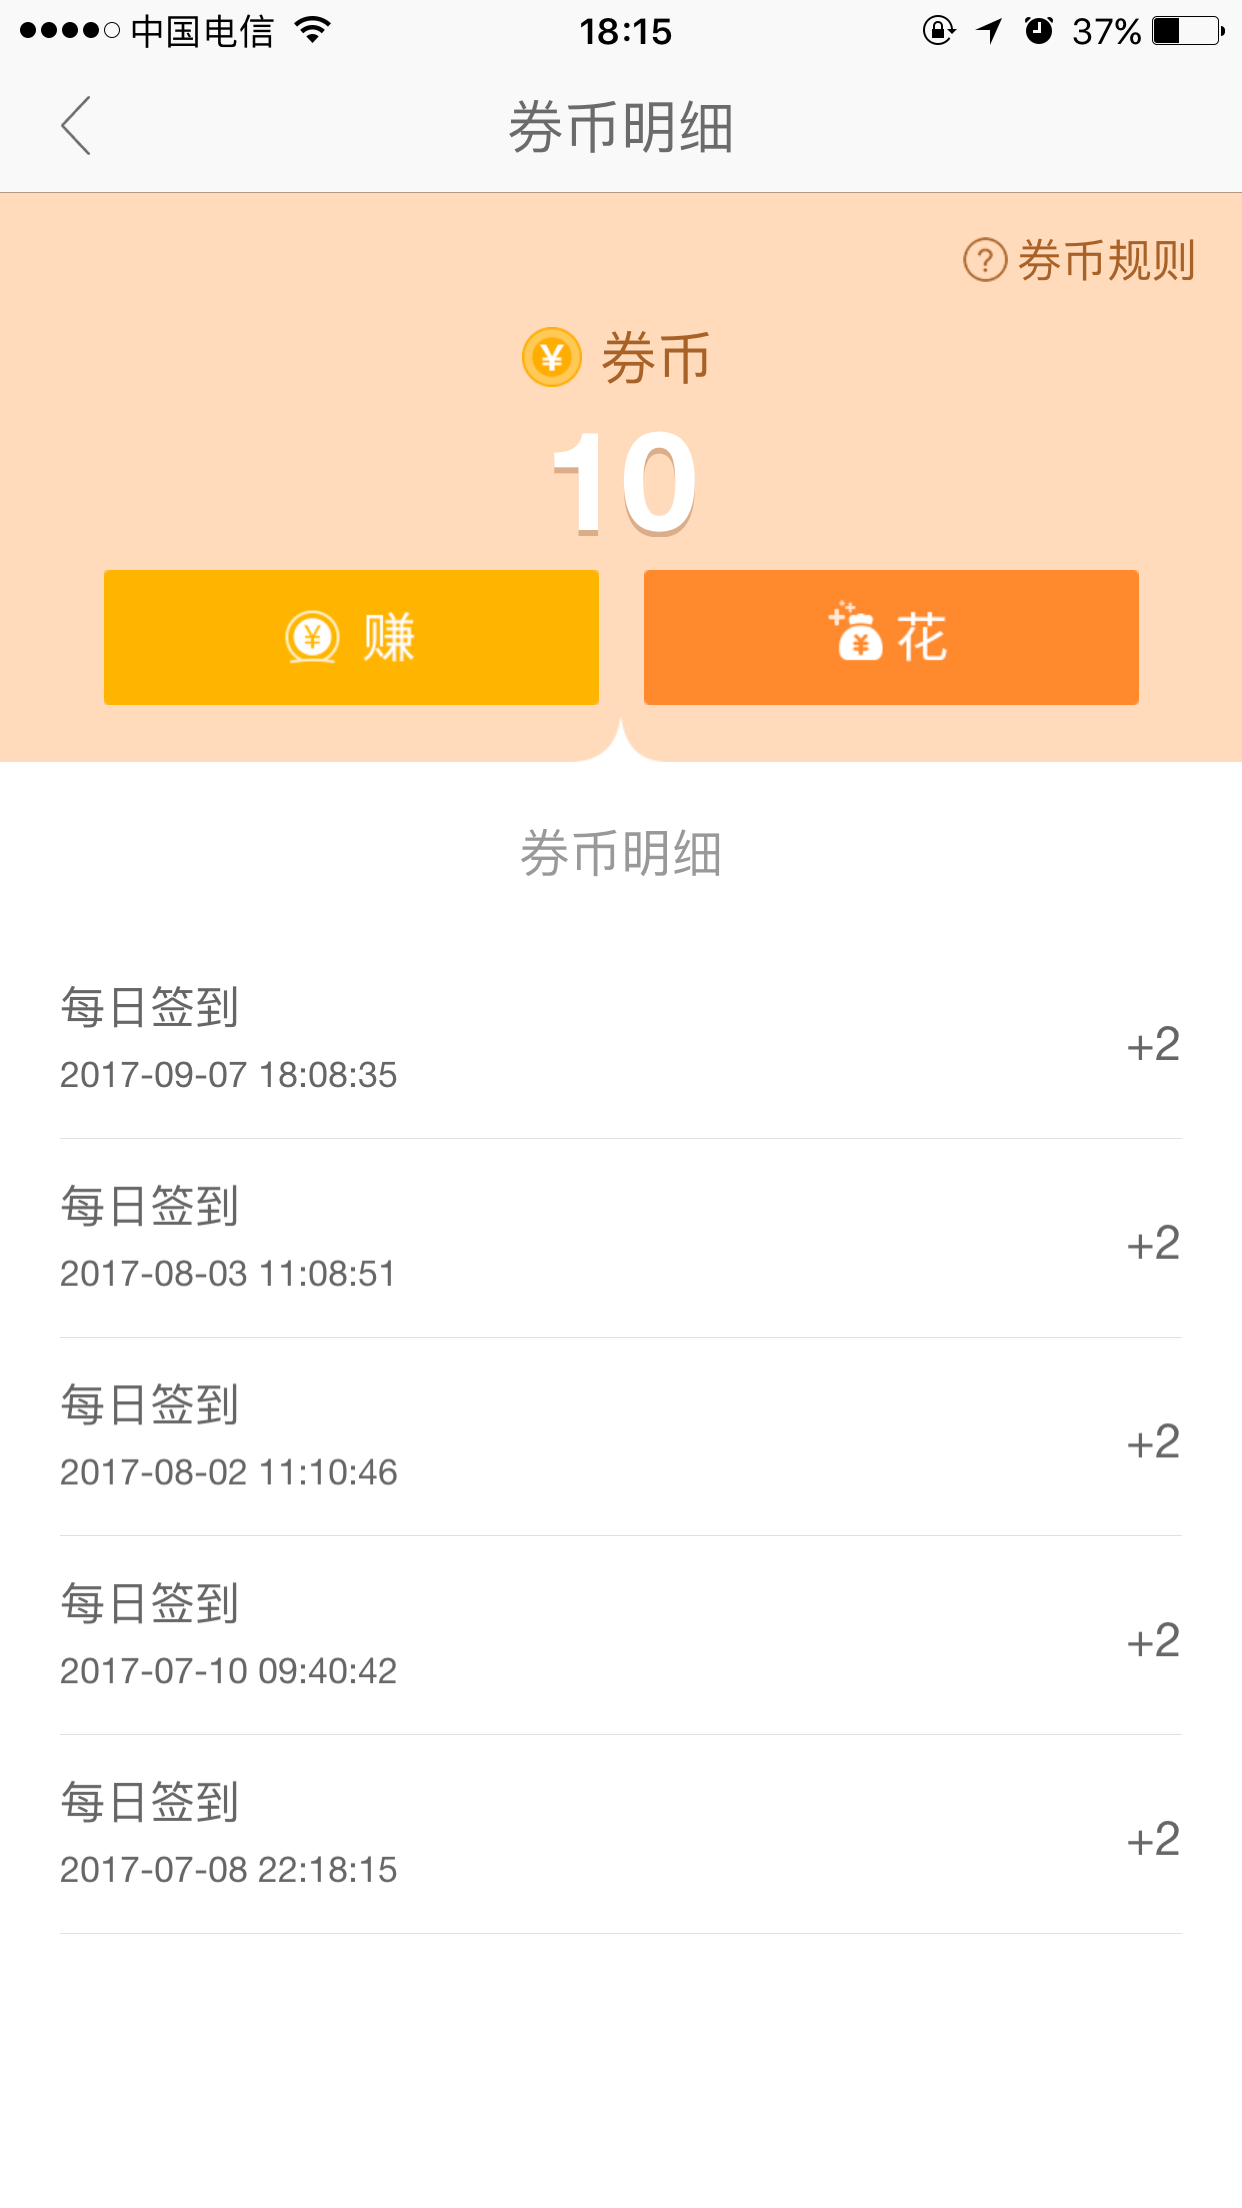 中国电信 18:15 37%
券币明细
? 券币规则
¥ 券币
10
¥ 赚
¥ 花
券币明细
每日签到
+2
2017-09-07 18:08:35
每日签到
+2
2017-08-03 11:08:51
每日签到
+2
2017-08-02 11:10:46
每日签到
+2
2017-07-10 09:40:42
每日签到
+2
2017-07-08 22:18:15